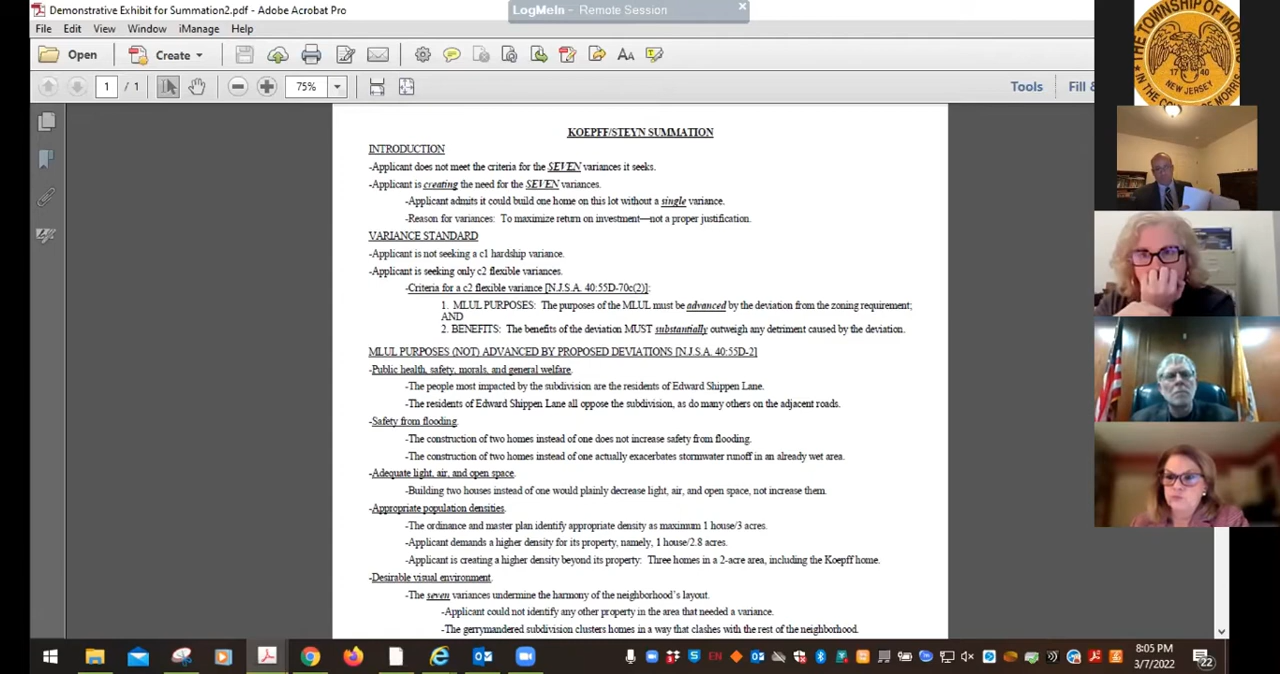 Demonstrative Exhibit for Summation2.pdf - Adobe Acrobat Pro
LogMeIn - Remote Session
File Edit View Window iManage Help
Open Create
1 / 1 75% Tools Fill &
THE TOWNSHIP OF MORRIS
IN THE COUNTY OF MORRIS
17 40
NEW JERSEY
KOEPFF/STEYN SUMMATION
INTRODUCTION
-Applicant does not meet the criteria for the SEVEN variances it seeks.
-Applicant is creating the need for the SEVEN variances.
-Applicant admits it could build one home on this lot without a single variance.
-Reason for variances: To maximize return on investment—not a proper justification.
VARIANCE STANDARD
-Applicant is not seeking a c1 hardship variance.
-Applicant is seeking only c2 flexible variances.
-Criteria for a c2 flexible variance [N.J.S.A. 40:55D-70c(2)]:
1. MLUL PURPOSES: The purposes of the MLUL must be advanced by the deviation from the zoning requirement;
AND
2. BENEFITS: The benefits of the deviation MUST substantially outweigh any detriment caused by the deviation.
MLUL PURPOSES (NOT) ADVANCED BY PROPOSED DEVIATIONS [N.J.S.A. 40:55D-2]
-Public health, safety, morals, and general welfare.
-The people most impacted by the subdivision are the residents of Edward Shippen Lane.
-The residents of Edward Shippen Lane all oppose the subdivision, as do many others on the adjacent roads.
-Safety from flooding.
-The construction of two homes instead of one does not increase safety from flooding.
-The construction of two homes instead of one actually exacerbates stormwater runoff in an already wet area.
-Adequate light, air, and open space.
-Building two houses instead of one would plainly decrease light, air, and open space, not increase them.
-Appropriate population densities.
-The ordinance and master plan identify appropriate density as maximum 1 house/3 acres.
-Applicant demands a higher density for its property, namely, 1 house/2.8 acres.
-Applicant is creating a higher density beyond its property: Three homes in a 2-acre area, including the Koepff home.
-Desirable visual environment.
-The seven variances undermine the harmony of the neighborhood's layout.
-Applicant could not identify any other property in the area that needed a variance.
-The gerrymandered subdivision clusters homes in a way that clashes with the rest of the neighborhood.
EN
8:05 PM
3/7/2022
22